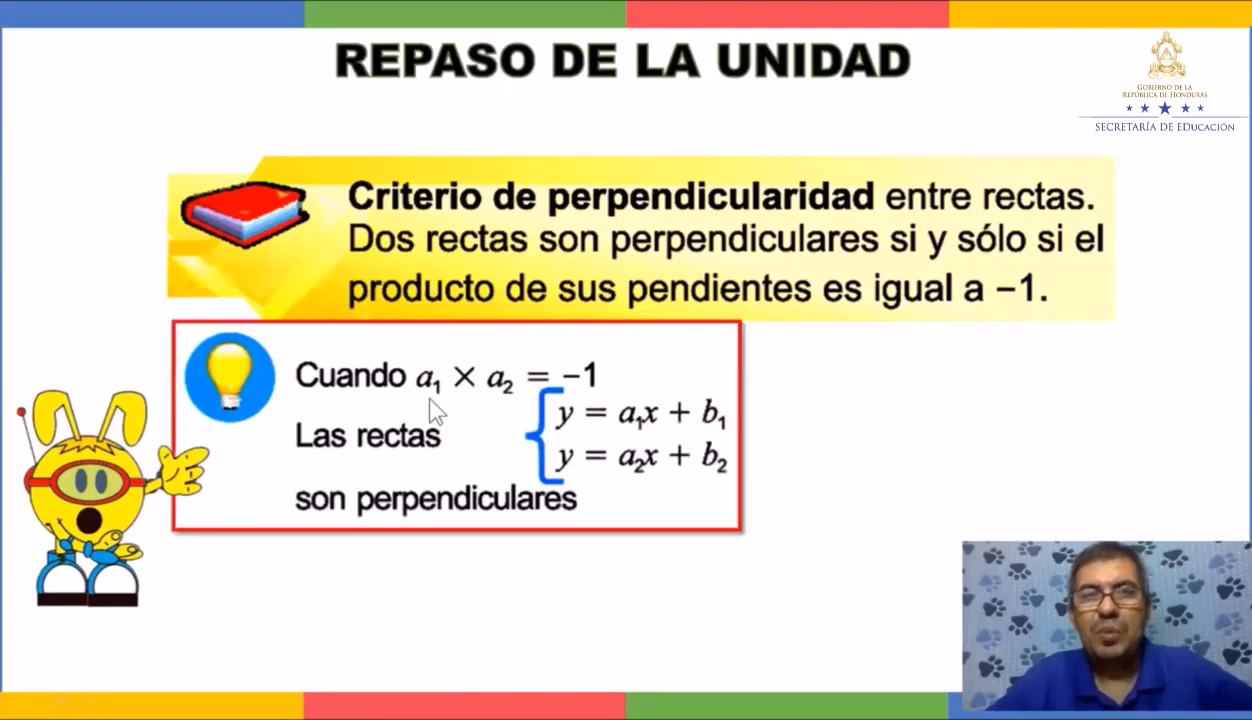 REPASO DE LA UNIDAD
GOBIERNO DE LA
REPÚBLICA DE HONDURAS
SECRETARÍA DE EDUCACIÓN
Criterio de perpendicularidad entre rectas.
Dos rectas son perpendiculares si y sólo si el
producto de sus pendientes es igual a −1.
Cuando a₁ × a₂ = −1
y = a₁x + b₁
Las rectas
y = a₂x + b₂
son perpendiculares